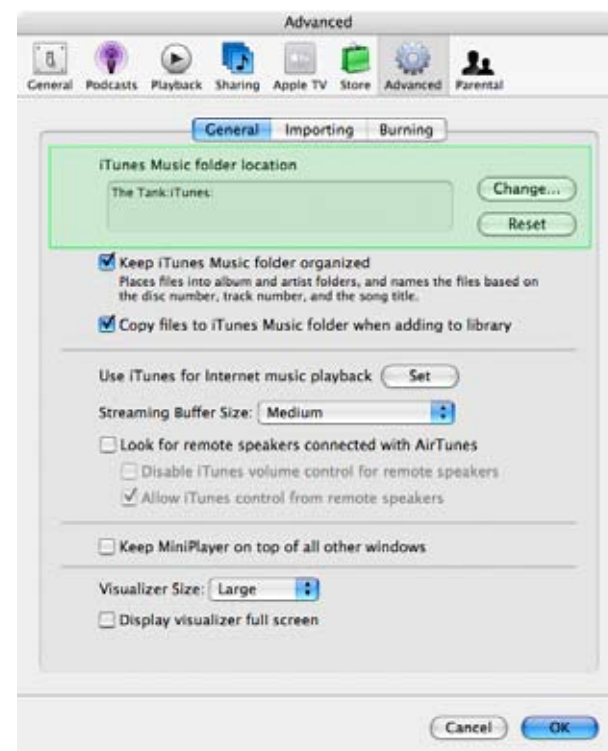 Advanced
General Podcasts Playback Sharing Apple TV Store Advanced Parental
General Importing Burning
iTunes Music folder location
The Tank:iTunes:
Change...
Reset
Keep iTunes Music folder organized
Places files into album and artist folders, and names the files based on
the disc number, track number, and the song title.
Copy files to iTunes Music folder when adding to library
Use iTunes for Internet music playback Set
Streaming Buffer Size: Medium
Look for remote speakers connected with AirTunes
Disable iTunes volume control for remote speakers
Allow iTunes control from remote speakers
Keep MiniPlayer on top of all other windows
Visualizer Size: Large
Display visualizer full screen
Cancel OK